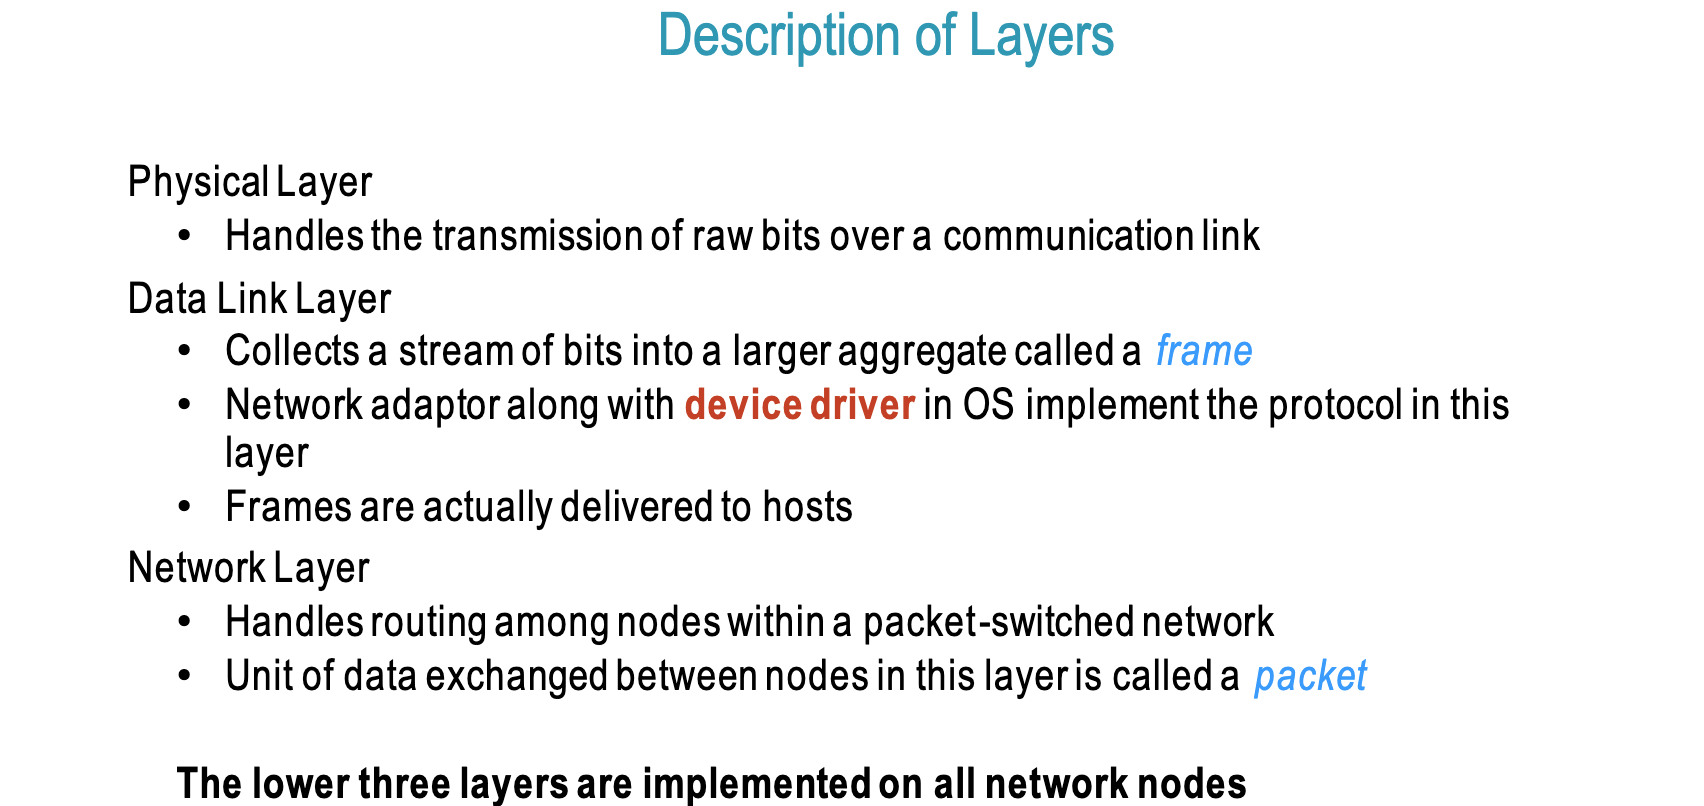 Description of Layers
Physical Layer
• Handles the transmission of raw bits over a communication link
Data Link Layer
• Collects a stream of bits into a larger aggregate called a frame
• Network adaptor along with device driver in OS implement the protocol in this
layer
• Frames are actually delivered to hosts
Network Layer
• Handles routing among nodes within a packet-switched network
• Unit of data exchanged between nodes in this layer is called a packet
The lower three layers are implemented on all network nodes